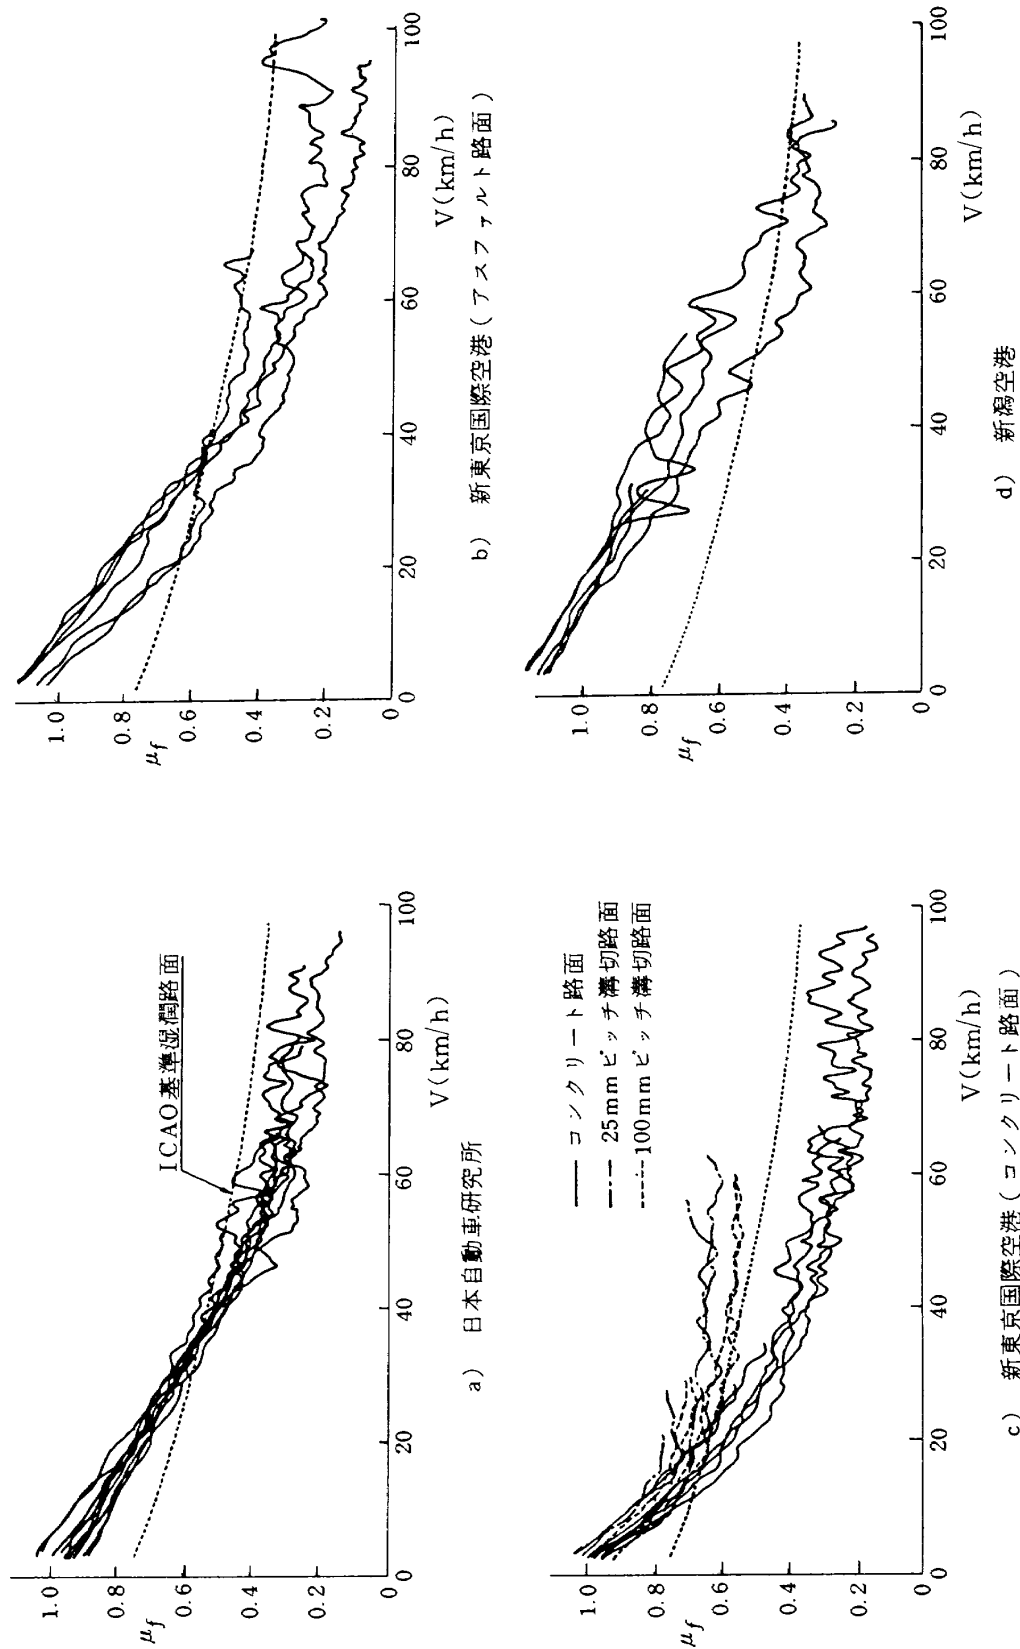 μf
1.0
0.8
0.6
0.4
0.2
0
20
40
60
80
100
V(km/h)
ICAO基準湿潤路面
a) 日本自動車研究所
μf
1.0
0.8
0.6
0.4
0.2
0
20
40
60
80
100
V(km/h)
b) 新東京国際空港(アスファルト路面)
μf
1.0
0.8
0.6
0.4
0.2
0
20
40
60
80
100
V(km/h)
コンクリート路面
25mmピッチ溝切路面
100mmピッチ溝切路面
c) 新東京国際空港(コンクリート路面)
μf
1.0
0.8
0.6
0.4
0.2
0
20
40
60
80
100
V(km/h)
d) 新潟空港